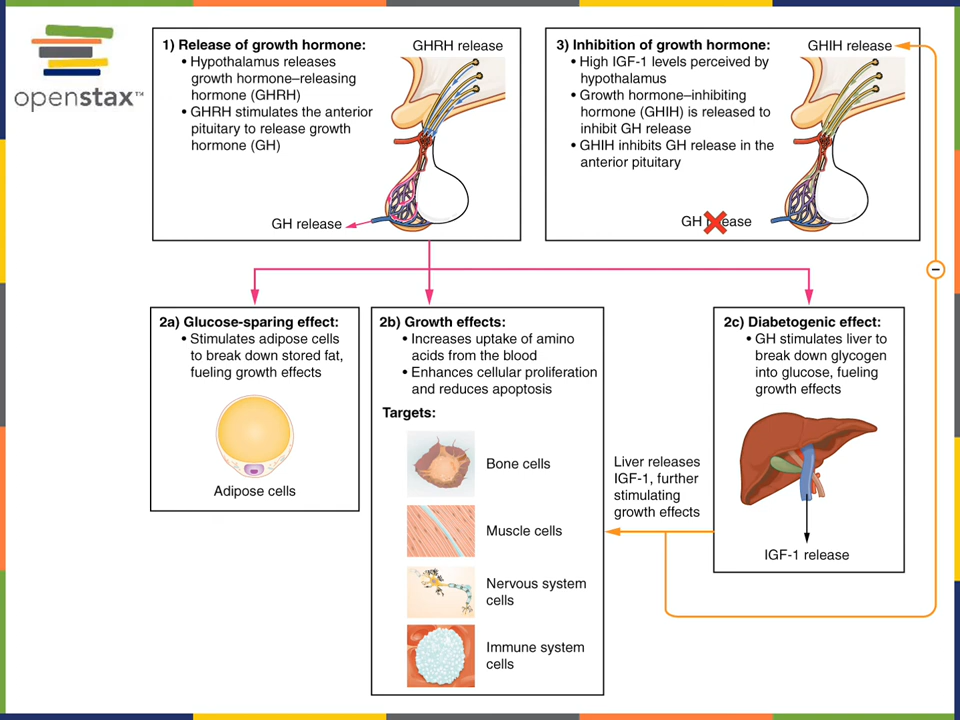 openstax™
1) Release of growth hormone:
• Hypothalamus releases
growth hormone–releasing
hormone (GHRH)
• GHRH stimulates the anterior
pituitary to release growth
hormone (GH)
GHRH release
GH release
3) Inhibition of growth hormone:
• High IGF-1 levels perceived by
hypothalamus
• Growth hormone–inhibiting
hormone (GHIH) is released to
inhibit GH release
• GHIH inhibits GH release in the
anterior pituitary
GHIH release
GH release
−
2a) Glucose-sparing effect:
• Stimulates adipose cells
to break down stored fat,
fueling growth effects
Adipose cells
2b) Growth effects:
• Increases uptake of amino
acids from the blood
• Enhances cellular proliferation
and reduces apoptosis
Targets:
Bone cells
Muscle cells
Nervous system
cells
Immune system
cells
Liver releases
IGF-1, further
stimulating
growth effects
2c) Diabetogenic effect:
• GH stimulates liver to
break down glycogen
into glucose, fueling
growth effects
IGF-1 release